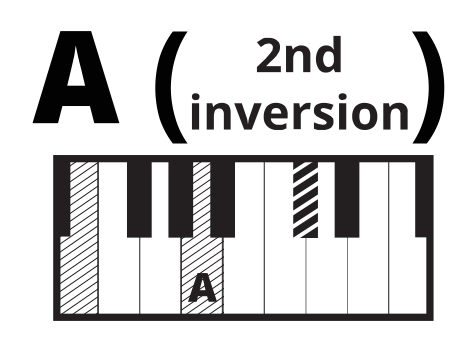 A (2nd
inversion)
A